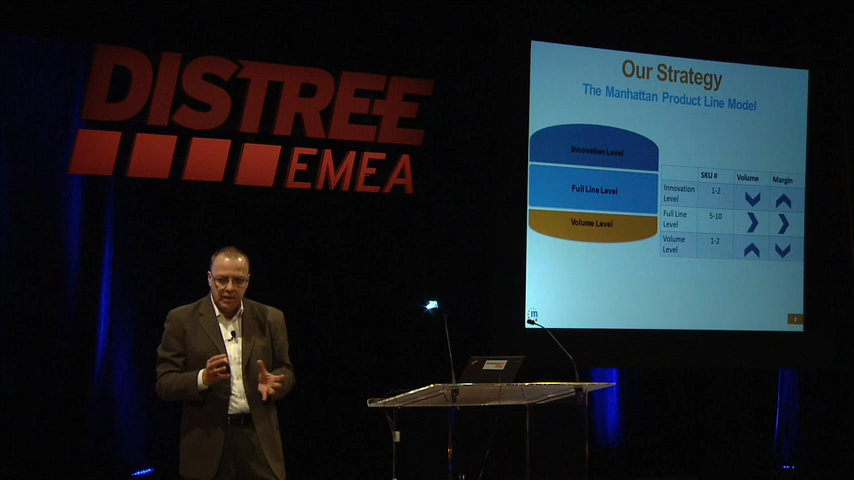 DISTREE
EMEA
Our Strategy
The Manhattan Product Line Model
Innovation Level
Full Line Level
Volume Level
SKU # Volume Margin
Innovation Level 1-2
Full Line Level 5-10
Volume Level 1-2
m